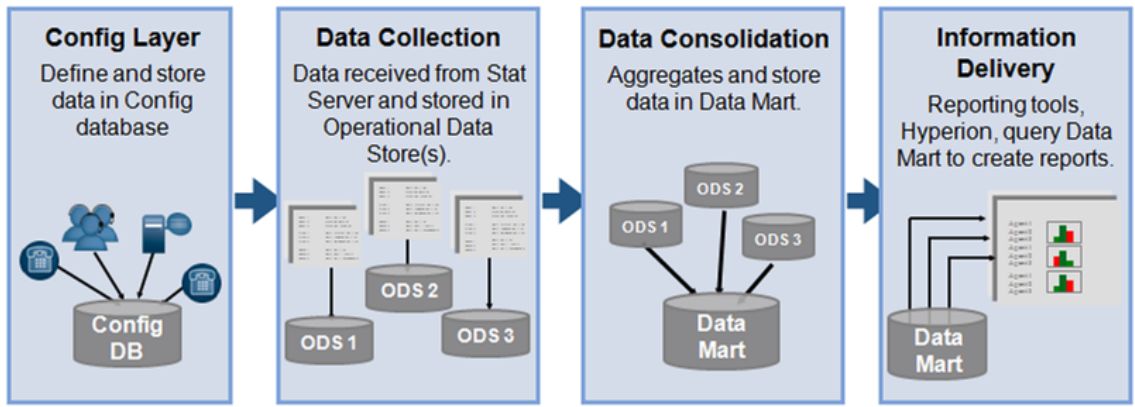 Config Layer
Define and store
data in Config
database
Config
DB
Data Collection
Data received from Stat
Server and stored in
Operational Data
Store(s).
ODS 1
ODS 2
ODS 3
Data Consolidation
Aggregates and store
data in Data Mart.
ODS 1
ODS 2
ODS 3
Data
Mart
Information
Delivery
Reporting tools,
Hyperion, query Data
Mart to create reports.
Data
Mart